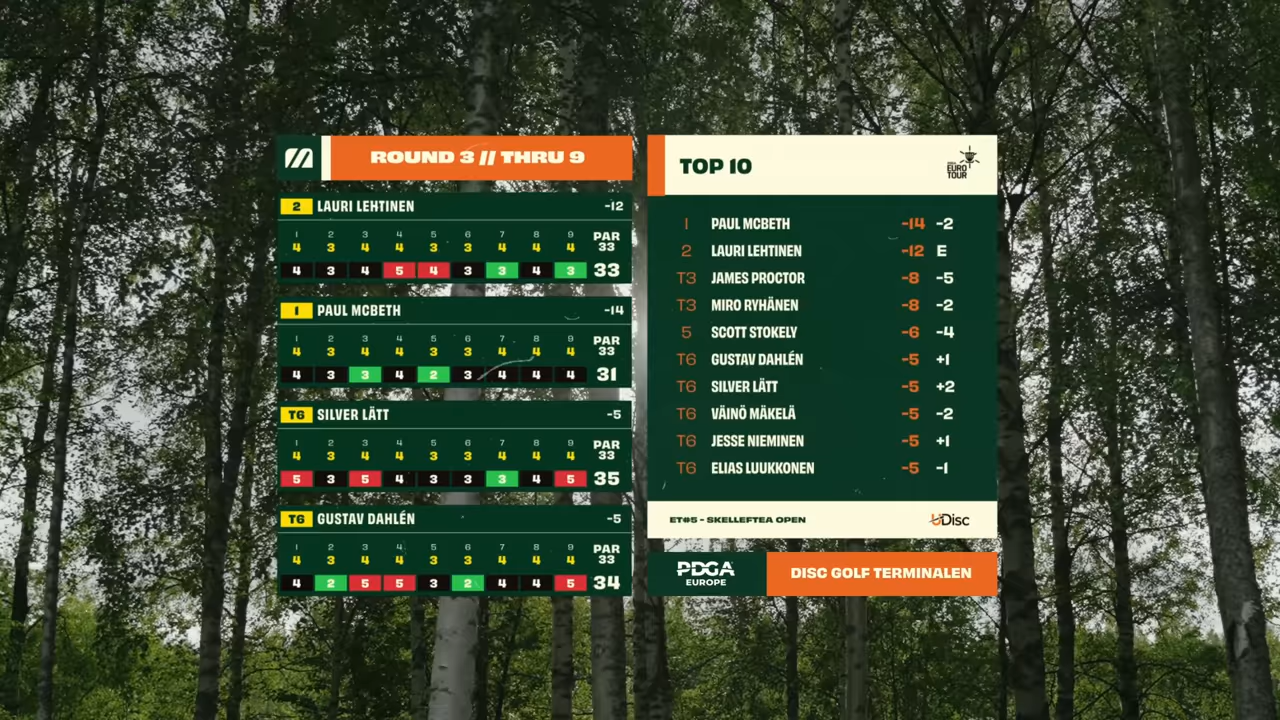 ROUND 3 // THRU 9
2 LAURI LEHTINEN -12
1 2 3 4 5 6 7 8 9 PAR
4 3 4 4 3 3 4 4 4 33
4 3 4 5 4 3 3 4 3 33
1 PAUL MCBETH -14
1 2 3 4 5 6 7 8 9 PAR
4 3 4 4 3 3 4 4 4 33
4 3 3 4 2 3 4 4 4 31
T6 SILVER LÄTT -5
1 2 3 4 5 6 7 8 9 PAR
4 3 4 4 3 3 4 4 4 33
5 3 5 4 3 3 3 4 5 35
T6 GUSTAV DAHLÉN -5
1 2 3 4 5 6 7 8 9 PAR
4 3 4 4 3 3 4 4 4 33
4 2 5 5 3 2 4 4 5 34
TOP 10
EURO
TOUR
1 PAUL MCBETH -14 -2
2 LAURI LEHTINEN -12 E
T3 JAMES PROCTOR -8 -5
T3 MIRO RYHÄNEN -8 -2
5 SCOTT STOKELY -6 -4
T6 GUSTAV DAHLÉN -5 +1
T6 SILVER LÄTT -5 +2
T6 VÄINÖ MÄKELÄ -5 -2
T6 JESSE NIEMINEN -5 +1
T6 ELIAS LUUKKONEN -5 -1
ET#5 - SKELLEFTEA OPEN
UDisc
PDGA
EUROPE
DISC GOLF TERMINALEN